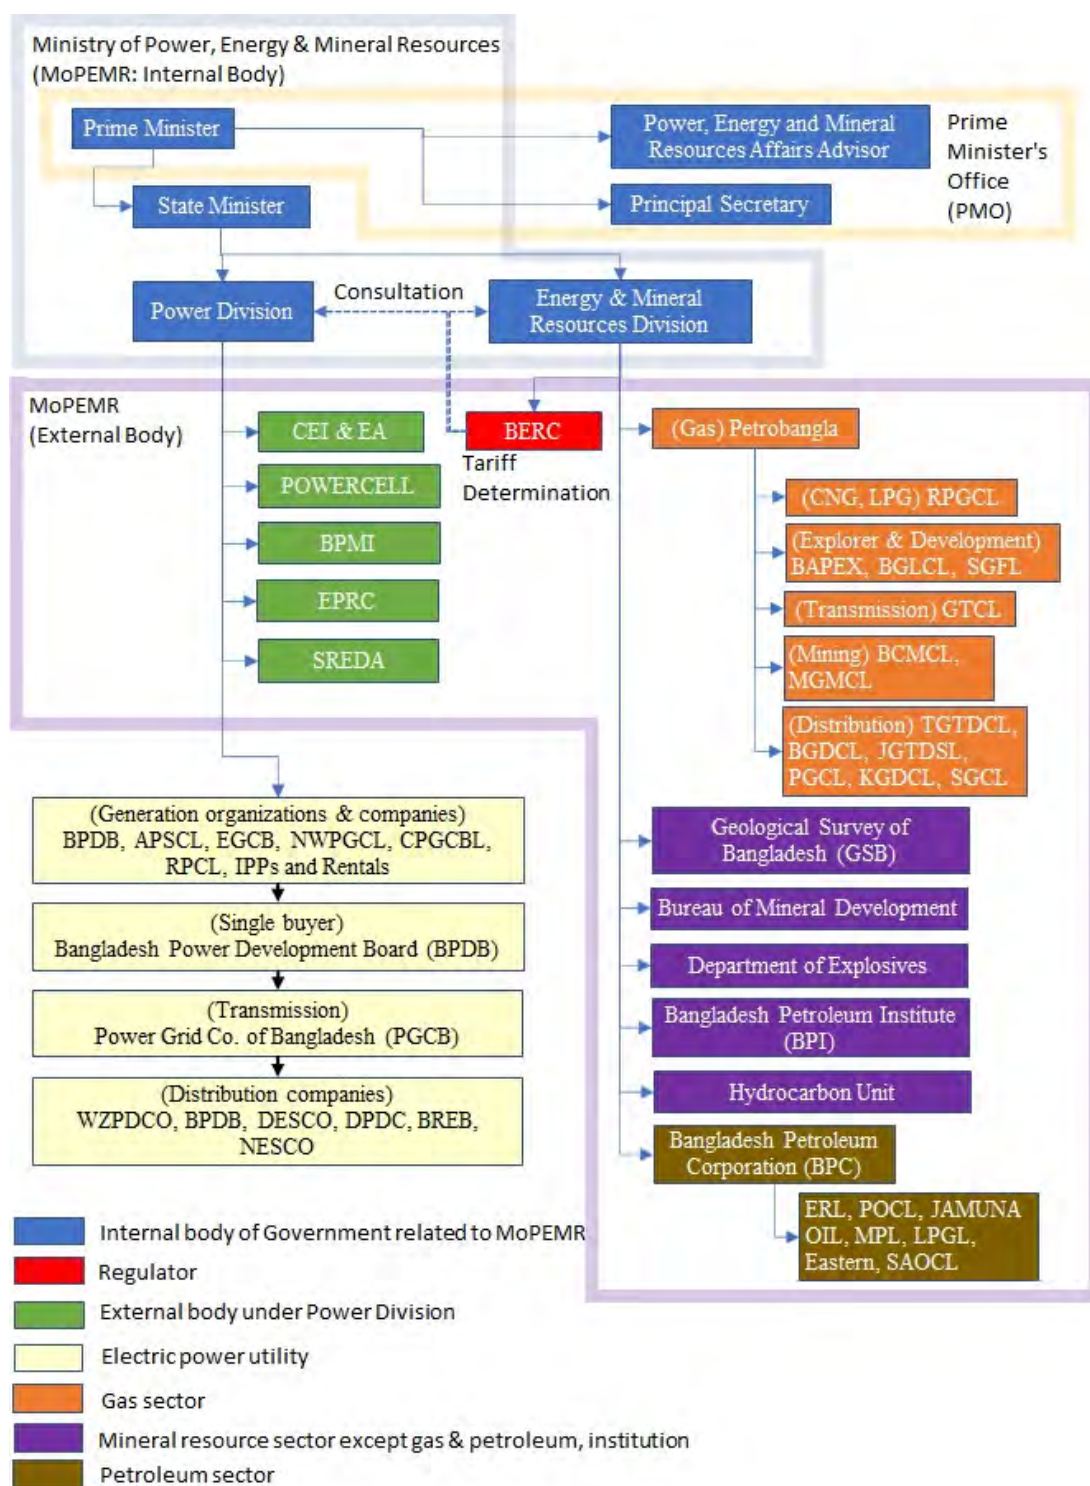 Ministry of Power, Energy & Mineral Resources
(MoPEMR: Internal Body)
Prime Minister
Power, Energy and Mineral
Resources Affairs Advisor
Prime
Minister's
Office
(PMO)
State Minister
Principal Secretary
Power Division
Consultation
Energy & Mineral
Resources Division
MoPEMR
(External Body)
CEI & EA
POWERCELL
BPMI
EPRC
SREDA
BERC
Tariff
Determination
(Gas) Petrobangla
(CNG, LPG) RPGCL
(Explorer & Development)
BAPEX, BGLCL, SGFL
(Transmission) GTCL
(Mining) BCMCL,
MGMCL
(Distribution) TGTDCL,
BGDCL, JGTDSL,
PGCL, KGDCL, SGCL
(Generation organizations & companies)
BPDB, APSCL, EGCB, NWPGCL, CPGCBL,
RPCL, IPPs and Rentals
(Single buyer)
Bangladesh Power Development Board (BPDB)
(Transmission)
Power Grid Co. of Bangladesh (PGCB)
(Distribution companies)
WZPDCO, BPDB, DESCO, DPDC, BREB,
NESCO
Geological Survey of
Bangladesh (GSB)
Bureau of Mineral Development
Department of Explosives
Bangladesh Petroleum Institute
(BPI)
Hydrocarbon Unit
Bangladesh Petroleum
Corporation (BPC)
ERL, POCL, JAMUNA
OIL, MPL, LPGL,
Eastern, SAOCL
Internal body of Government related to MoPEMR
Regulator
External body under Power Division
Electric power utility
Gas sector
Mineral resource sector except gas & petroleum, institution
Petroleum sector